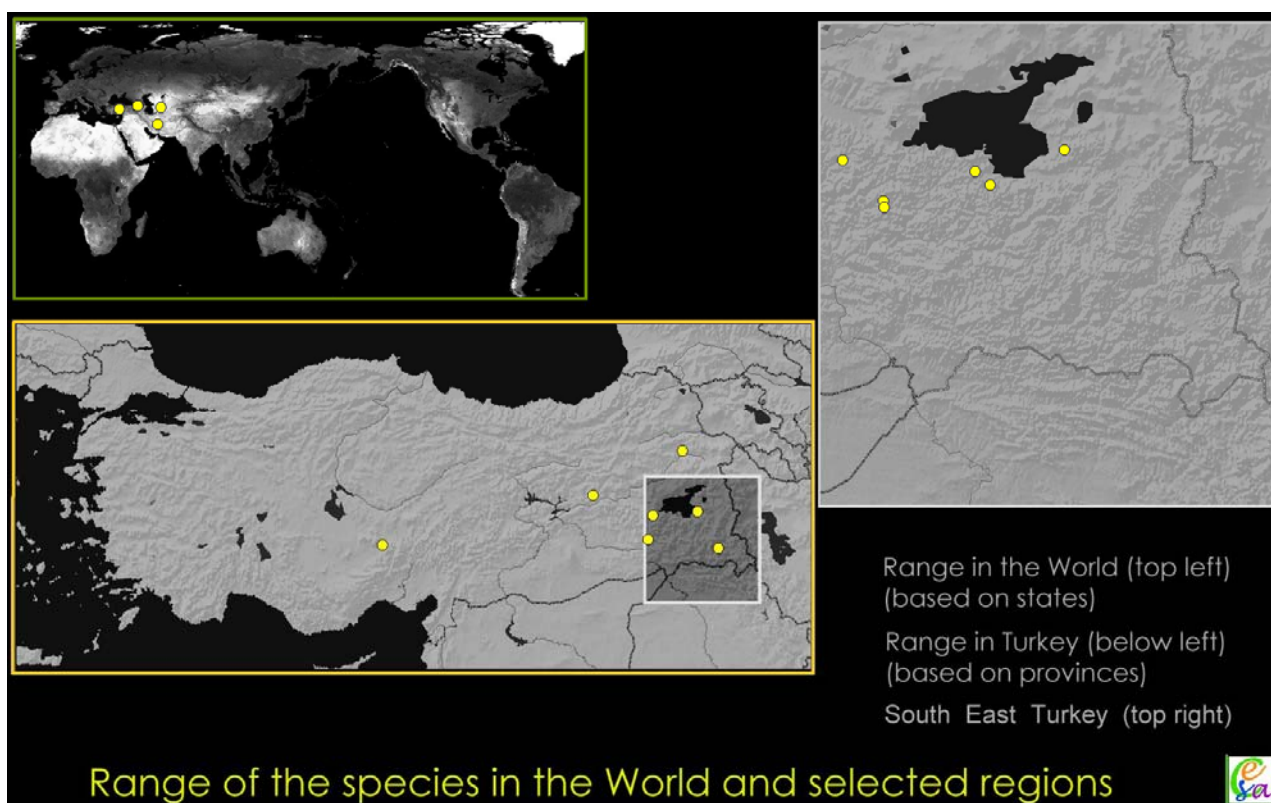 Range in the World (top left)
(based on states)
Range in Turkey (below left)
(based on provinces)
South East Turkey (top right)
Range of the species in the World and selected regions
Cesa